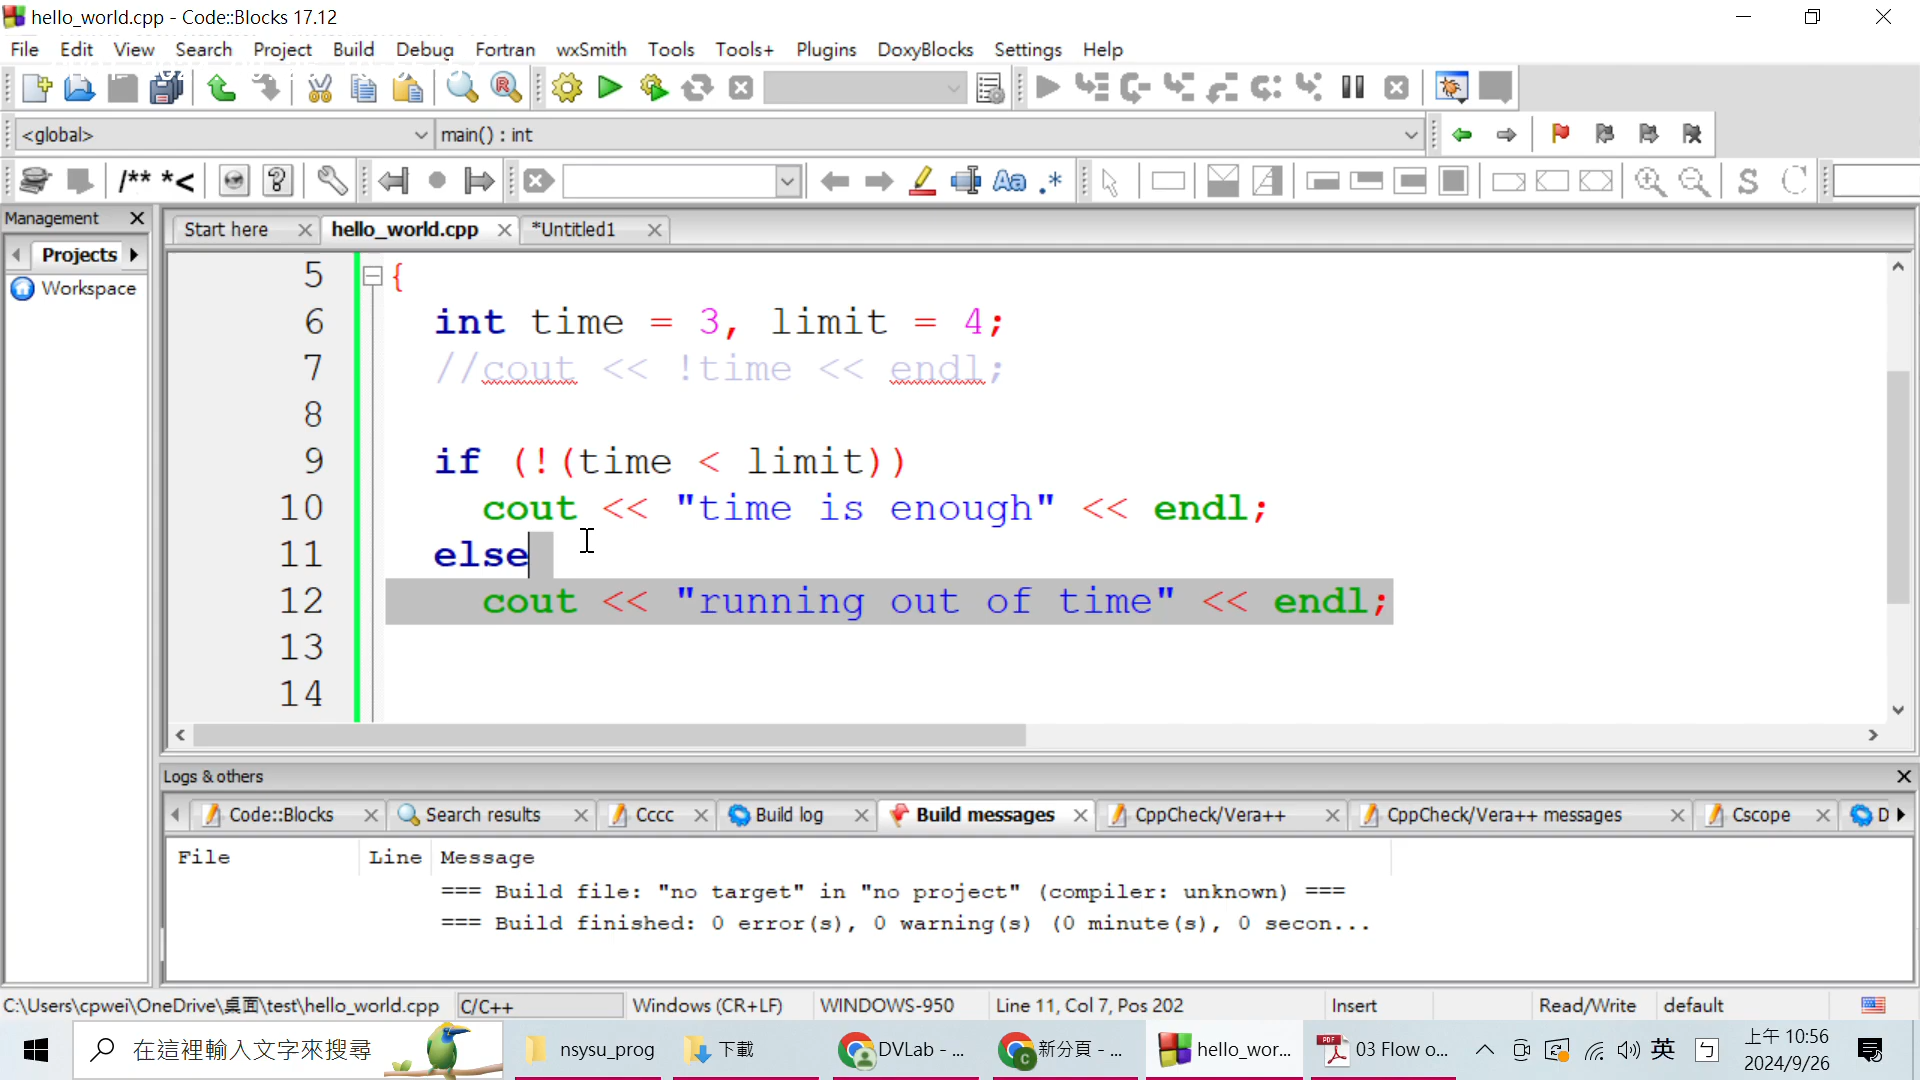 hello_world.cpp - Code::Blocks 17.12
File Edit View Search Project Build Debug Fortran wxSmith Tools Tools+ Plugins DoxyBlocks Settings Help
<global> main() : int
/** *<
Aa .* S
Management
Start here hello_world.cpp *Untitled1
Projects
Workspace
5 {
6 int time = 3, limit = 4;
7 //cout << !time << endl;
8
9 if (!(time < limit))
10 cout << "time is enough" << endl;
11 else
12 cout << "running out of time" << endl;
13
14
Logs & others
Code::Blocks Search results Cccc Build log Build messages CppCheck/Vera++ CppCheck/Vera++ messages Cscope D
File Line Message
=== Build file: "no target" in "no project" (compiler: unknown) ===
=== Build finished: 0 error(s), 0 warning(s) (0 minute(s), 0 secon...
C:\Users\cpwei\OneDrive\桌面\test\hello_world.cpp C/C++ Windows (CR+LF) WINDOWS-950 Line 11, Col 7, Pos 202 Insert Read/Write default
在這裡輸入文字來搜尋 nsysu_prog 下載 DVLab - ... 新分頁 - ... hello_wor... 03 Flow o... 英 ㄅ 上午 10:56
2024/9/26